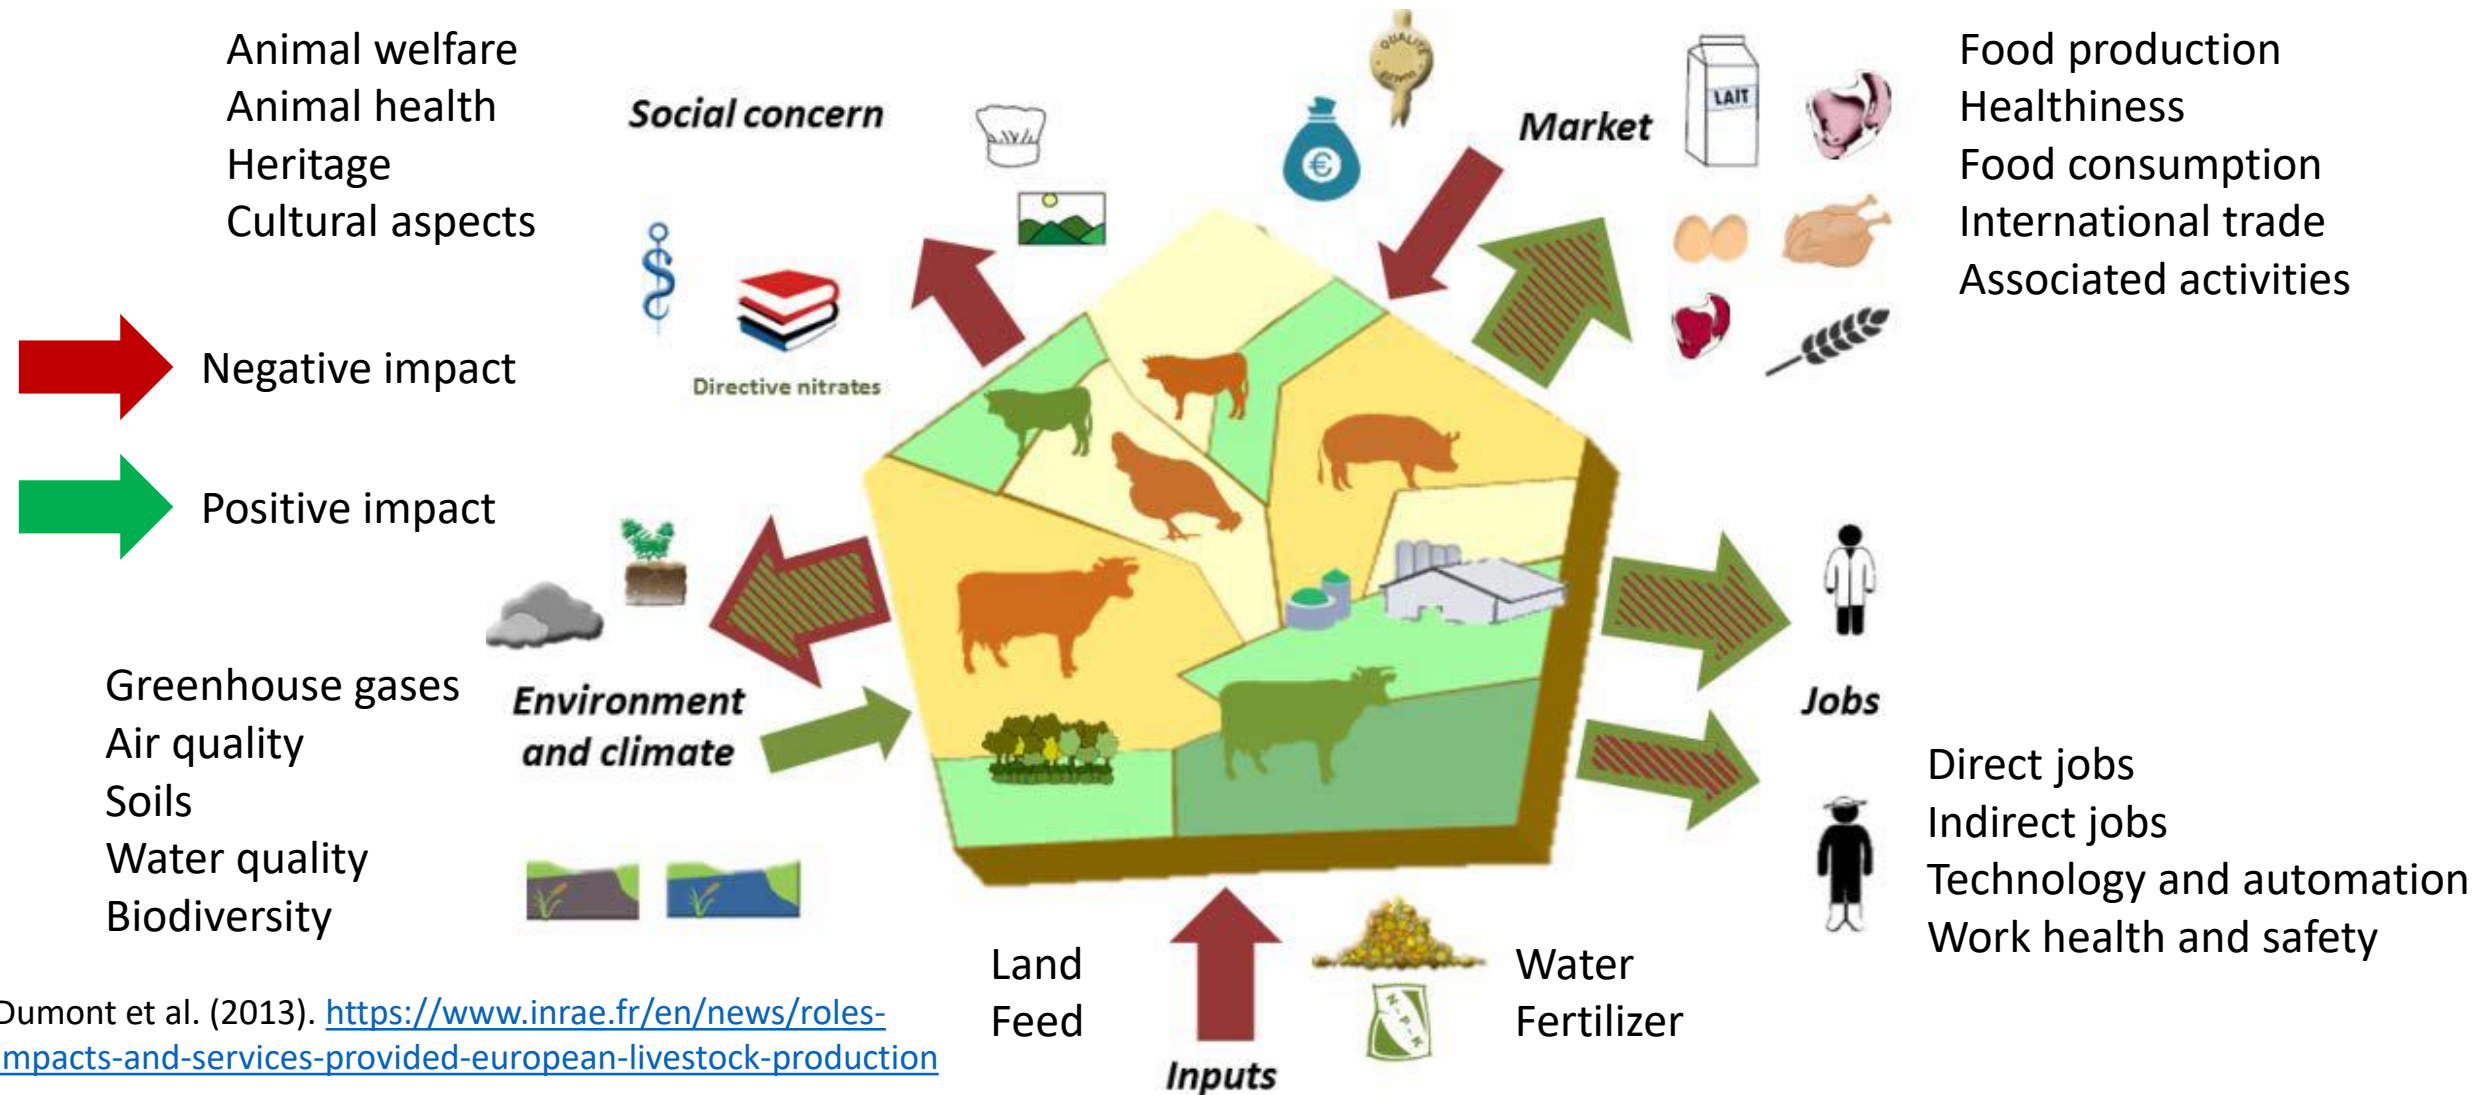 Animal welfare
Animal health
Heritage
Cultural aspects
Social concern
QUALITÉ
Market
LAIT
Food production
Healthiness
Food consumption
International trade
Associated activities
Negative impact
Directive nitrates
Positive impact
Greenhouse gases
Air quality
Soils
Water quality
Biodiversity
Environment
and climate
Jobs
Direct jobs
Indirect jobs
Technology and automation
Work health and safety
Land
Feed
Water
Fertilizer
N-P-K
Inputs
Dumont et al. (2013). https://www.inrae.fr/en/news/roles-
impacts-and-services-provided-european-livestock-production